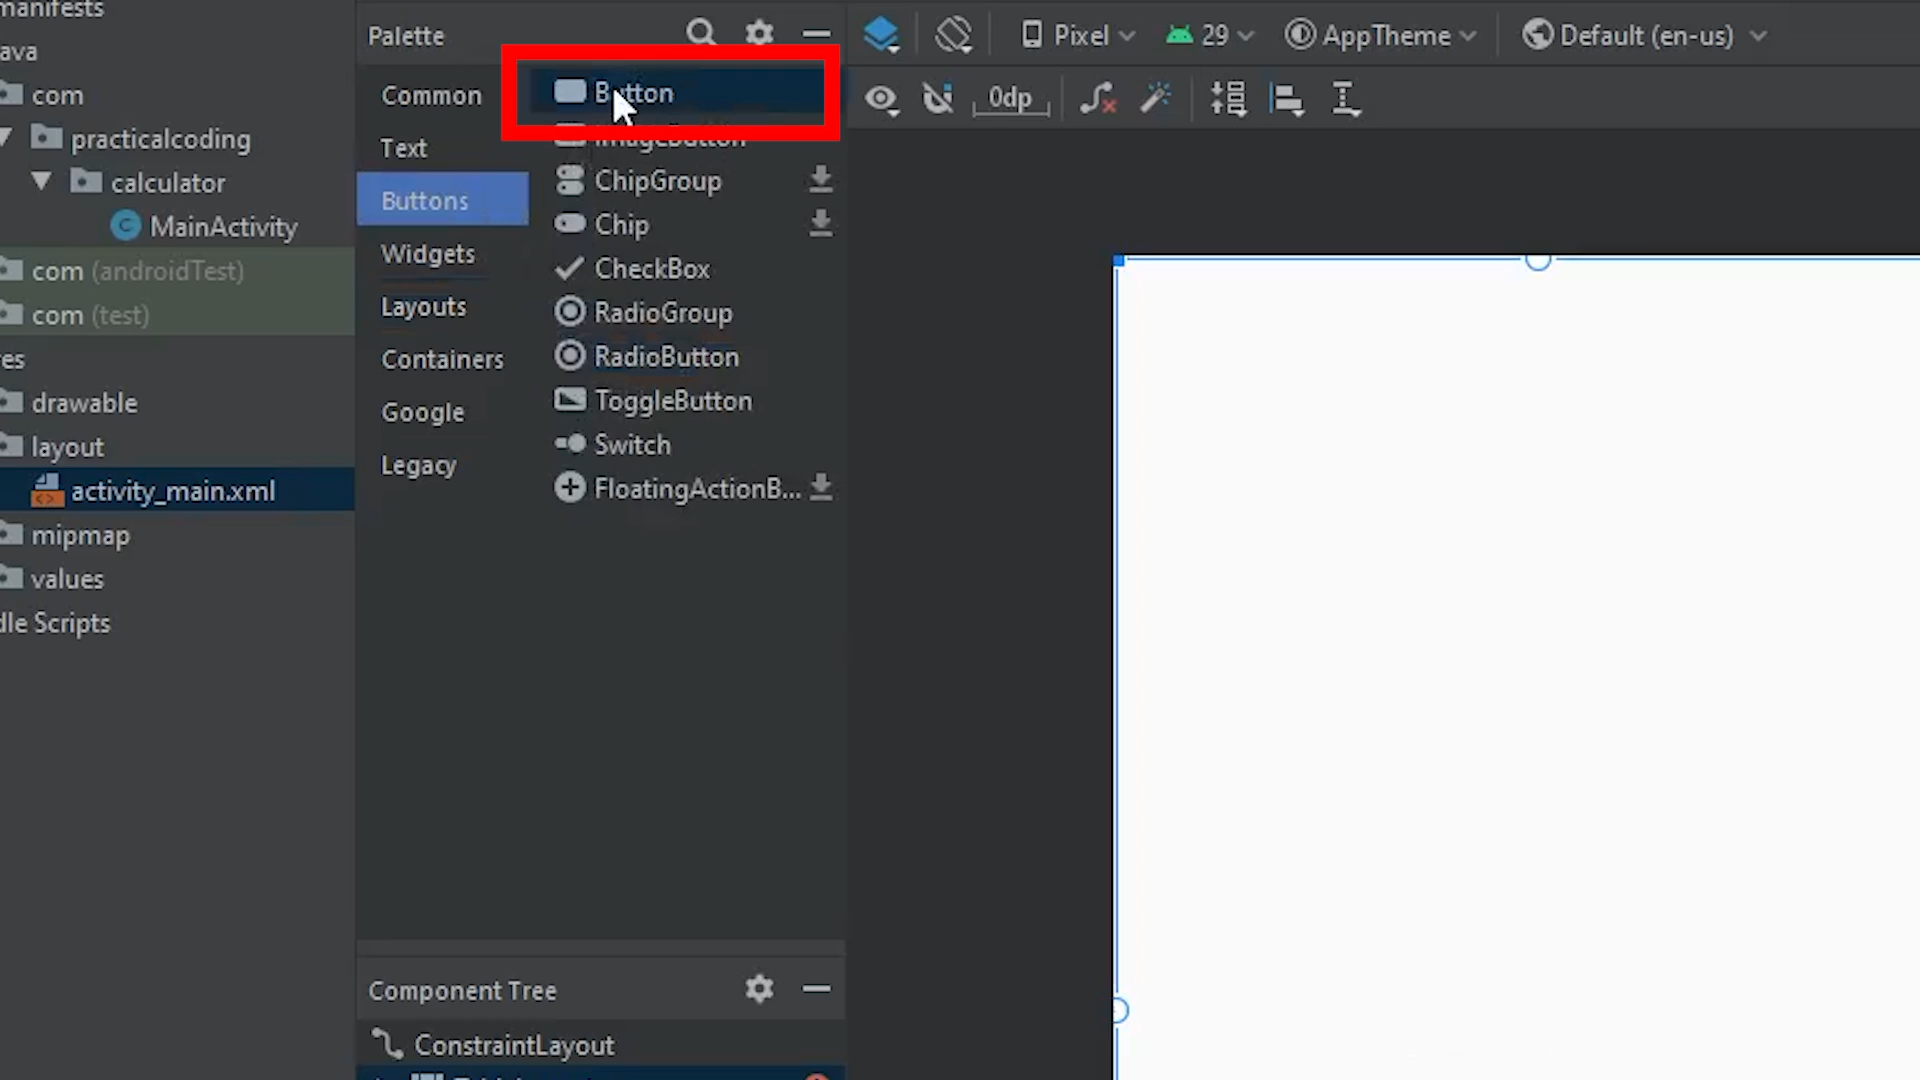 manifests
ava
com
practicalcoding
calculator
MainActivity
com (androidTest)
com (test)
es
drawable
layout
activity_main.xml
mipmap
values
dle Scripts
Palette
Common
Text
Buttons
Widgets
Layouts
Containers
Google
Legacy
Button
ImageButton
ChipGroup
Chip
CheckBox
RadioGroup
RadioButton
ToggleButton
Switch
FloatingActionB...
Component Tree
ConstraintLayout
Pixel 29 AppTheme Default (en-us)
0dp